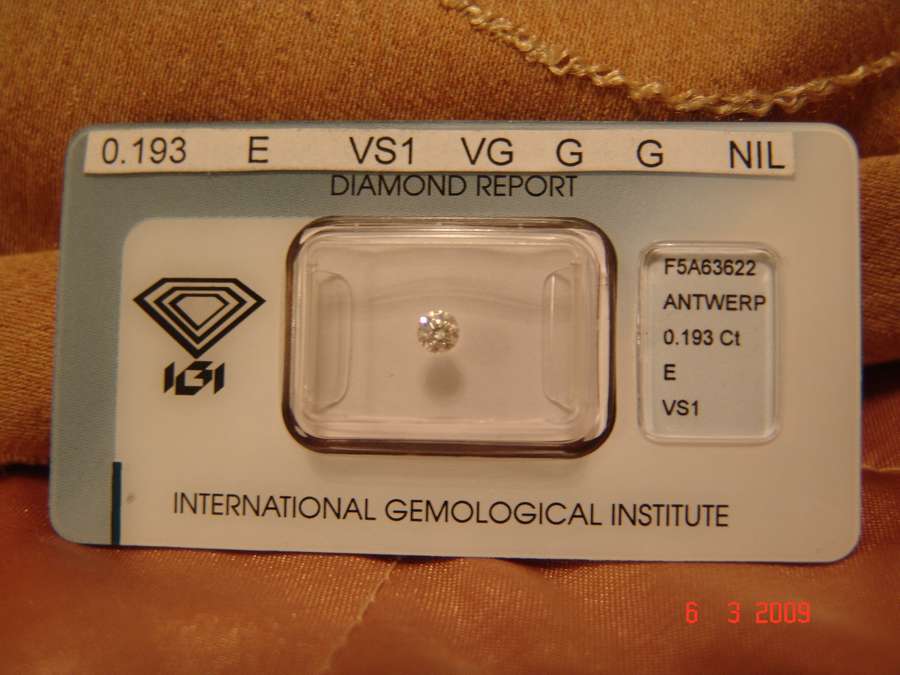 0.193 E VS1 VG G G NIL
DIAMOND REPORT
F5A63622
ANTWERP
0.193 Ct
E
VS1
IGI
INTERNATIONAL GEMOLOGICAL INSTITUTE
6 3 2009